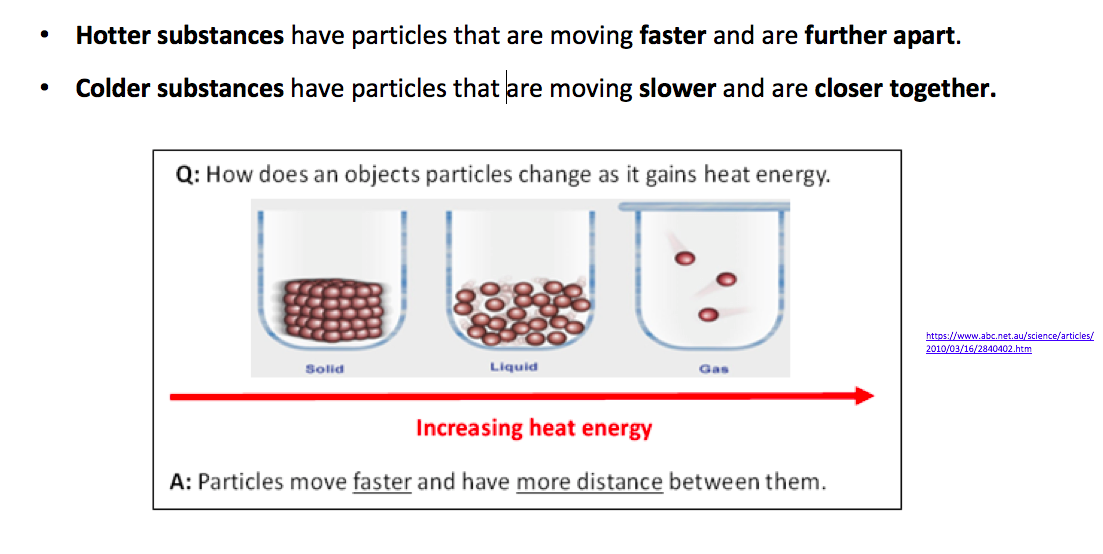 • Hotter substances have particles that are moving faster and are further apart.
• Colder substances have particles that are moving slower and are closer together.
Q: How does an objects particles change as it gains heat energy.
Solid
Liquid
Gas
https://www.abc.net.au/science/articles/
2010/03/16/2840402.htm
Increasing heat energy
A: Particles move faster and have more distance between them.